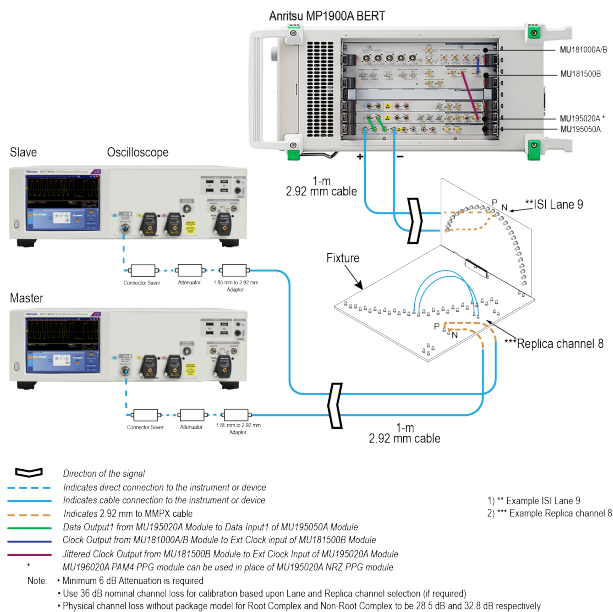 Anritsu MP1900A BERT
MU181000A/B
MU181500B
MU195020A *
MU195050A
Slave
Oscilloscope
+
–
1-m
2.92 mm cable
P
N
**ISI Lane 9
Connector Saver
Attenuator
1.85 mm to 2.92 mm
Adaptor
Fixture
Master
P
N
***Replica channel 8
Connector Saver
Attenuator
1.85 mm to 2.92 mm
Adaptor
1-m
2.92 mm cable
Direction of the signal
Indicates direct connection to the instrument or device
Indicates cable connection to the instrument or device
Indicates 2.92 mm to MMPX cable
Data Output1 from MU195020A Module to Data Input1 of MU195050A Module
Clock Output from MU181000A/B Module to Ext Clock input of MU181500B Module
Jittered Clock Output from MU181500B Module to Ext Clock Input of MU195020A Module
* MU196020A PAM4 PPG module can be used in place of MU195020A NRZ PPG module
1) ** Example ISI Lane 9
2) *** Example Replica channel 8
Note: • Minimum 6 dB Attenuation is required
• Use 36 dB nominal channel loss for calibration based upon Lane and Replica channel selection (if required)
• Physical channel loss without package model for Root Complex and Non-Root Complex to be 28.5 dB and 32.8 dB respectively